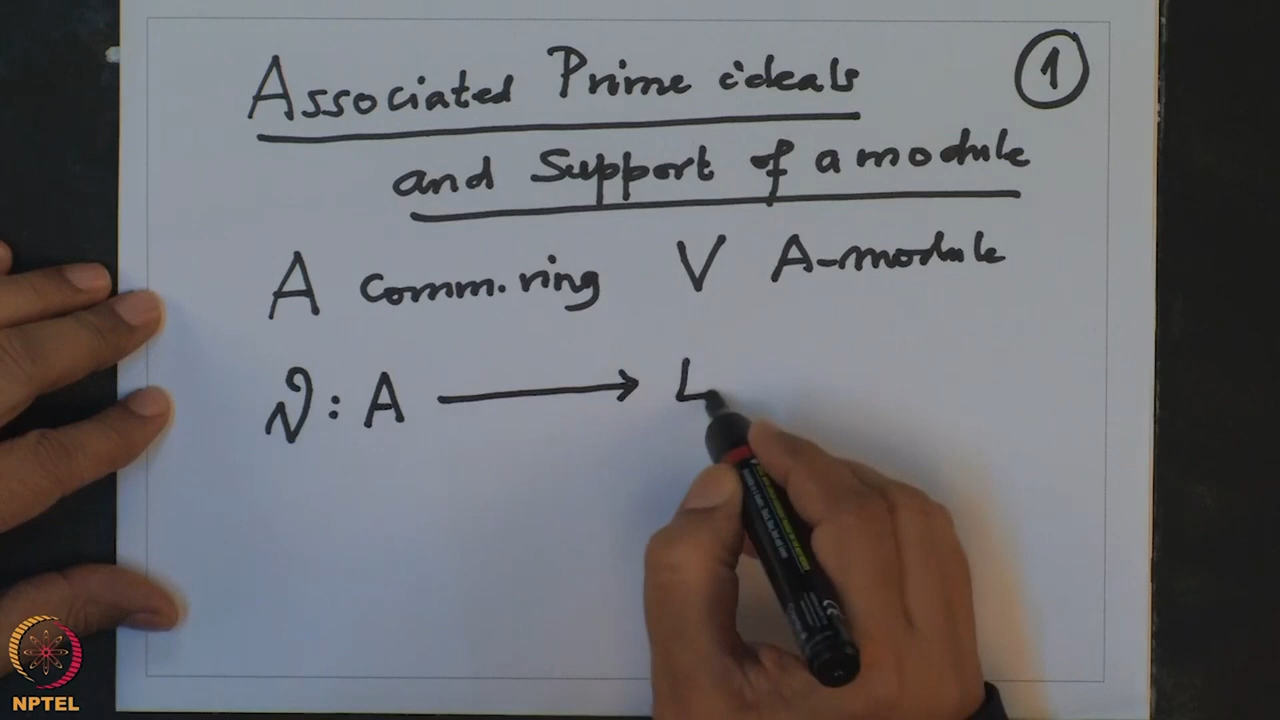 Associated Prime ideals
①
and Support of a module
A comm. ring V A-module
ϑ : A ⟶ L
NPTEL